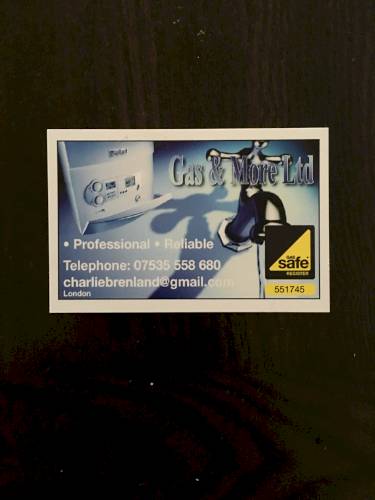 Gas & More Ltd
• Professional • Reliable
Telephone: 07535 558 680
charliebrenland@gmail.com
London
GAS
safe
REGISTER
551745